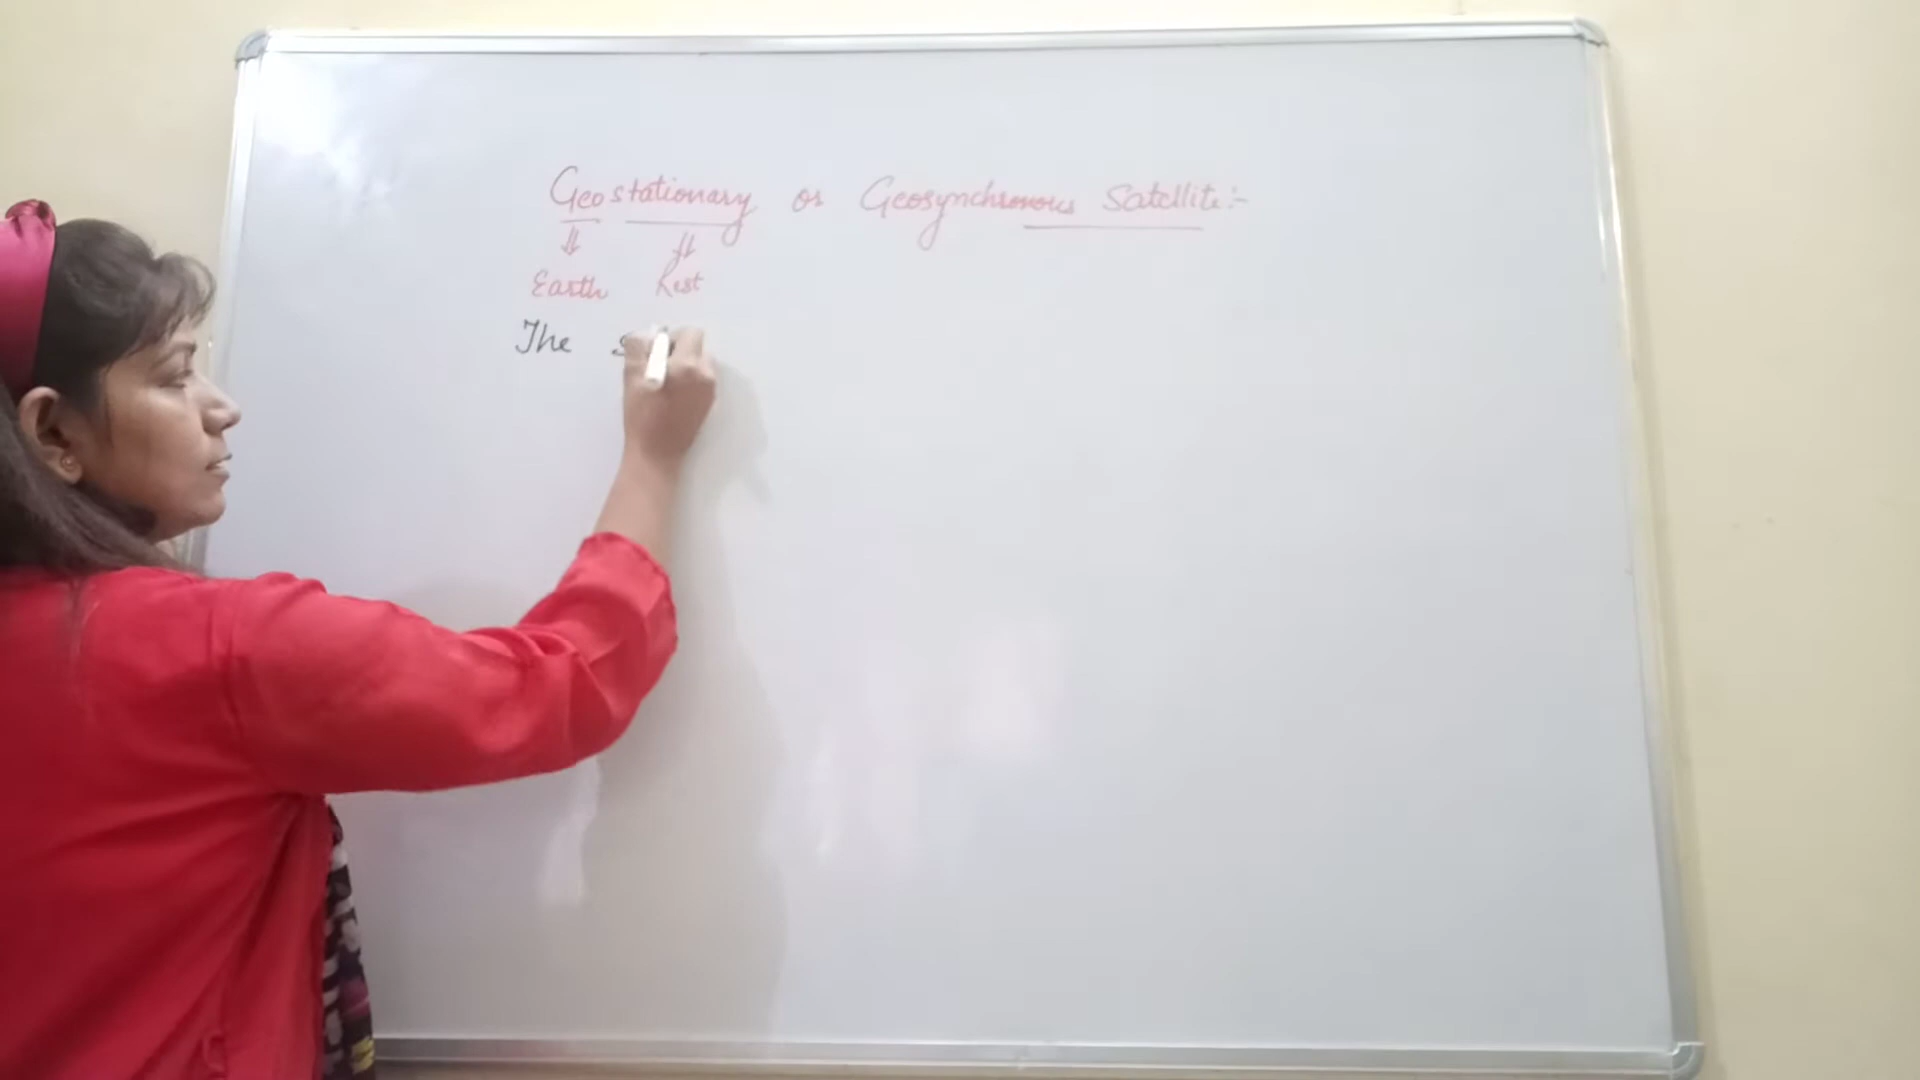 Geostationary or Geosynchronous Satellite:-
⇓ ⇓
Earth Rest
The